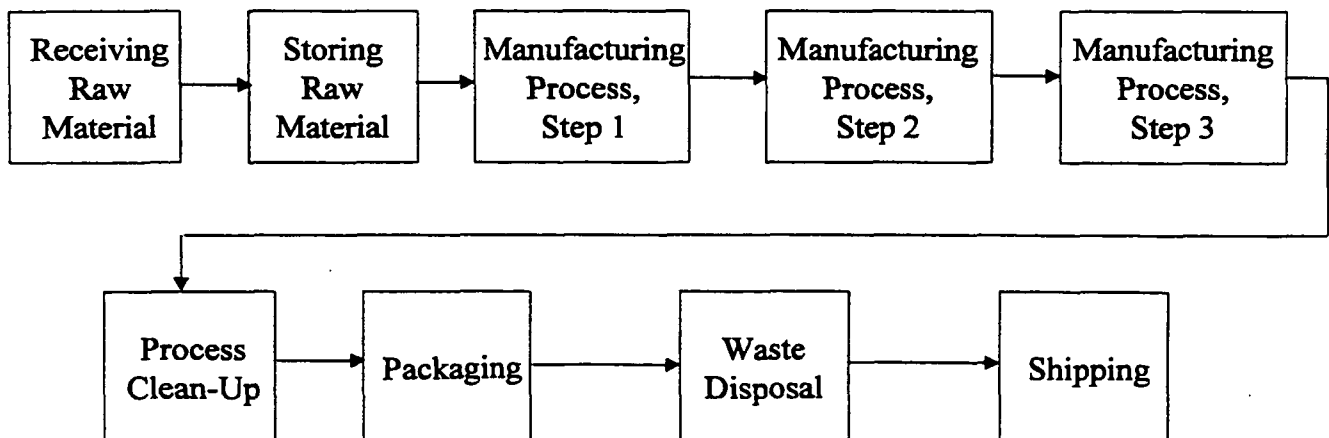 Receiving
Raw
Material
Storing
Raw
Material
Manufacturing
Process,
Step 1
Manufacturing
Process,
Step 2
Manufacturing
Process,
Step 3
Process
Clean-Up
Packaging
Waste
Disposal
Shipping